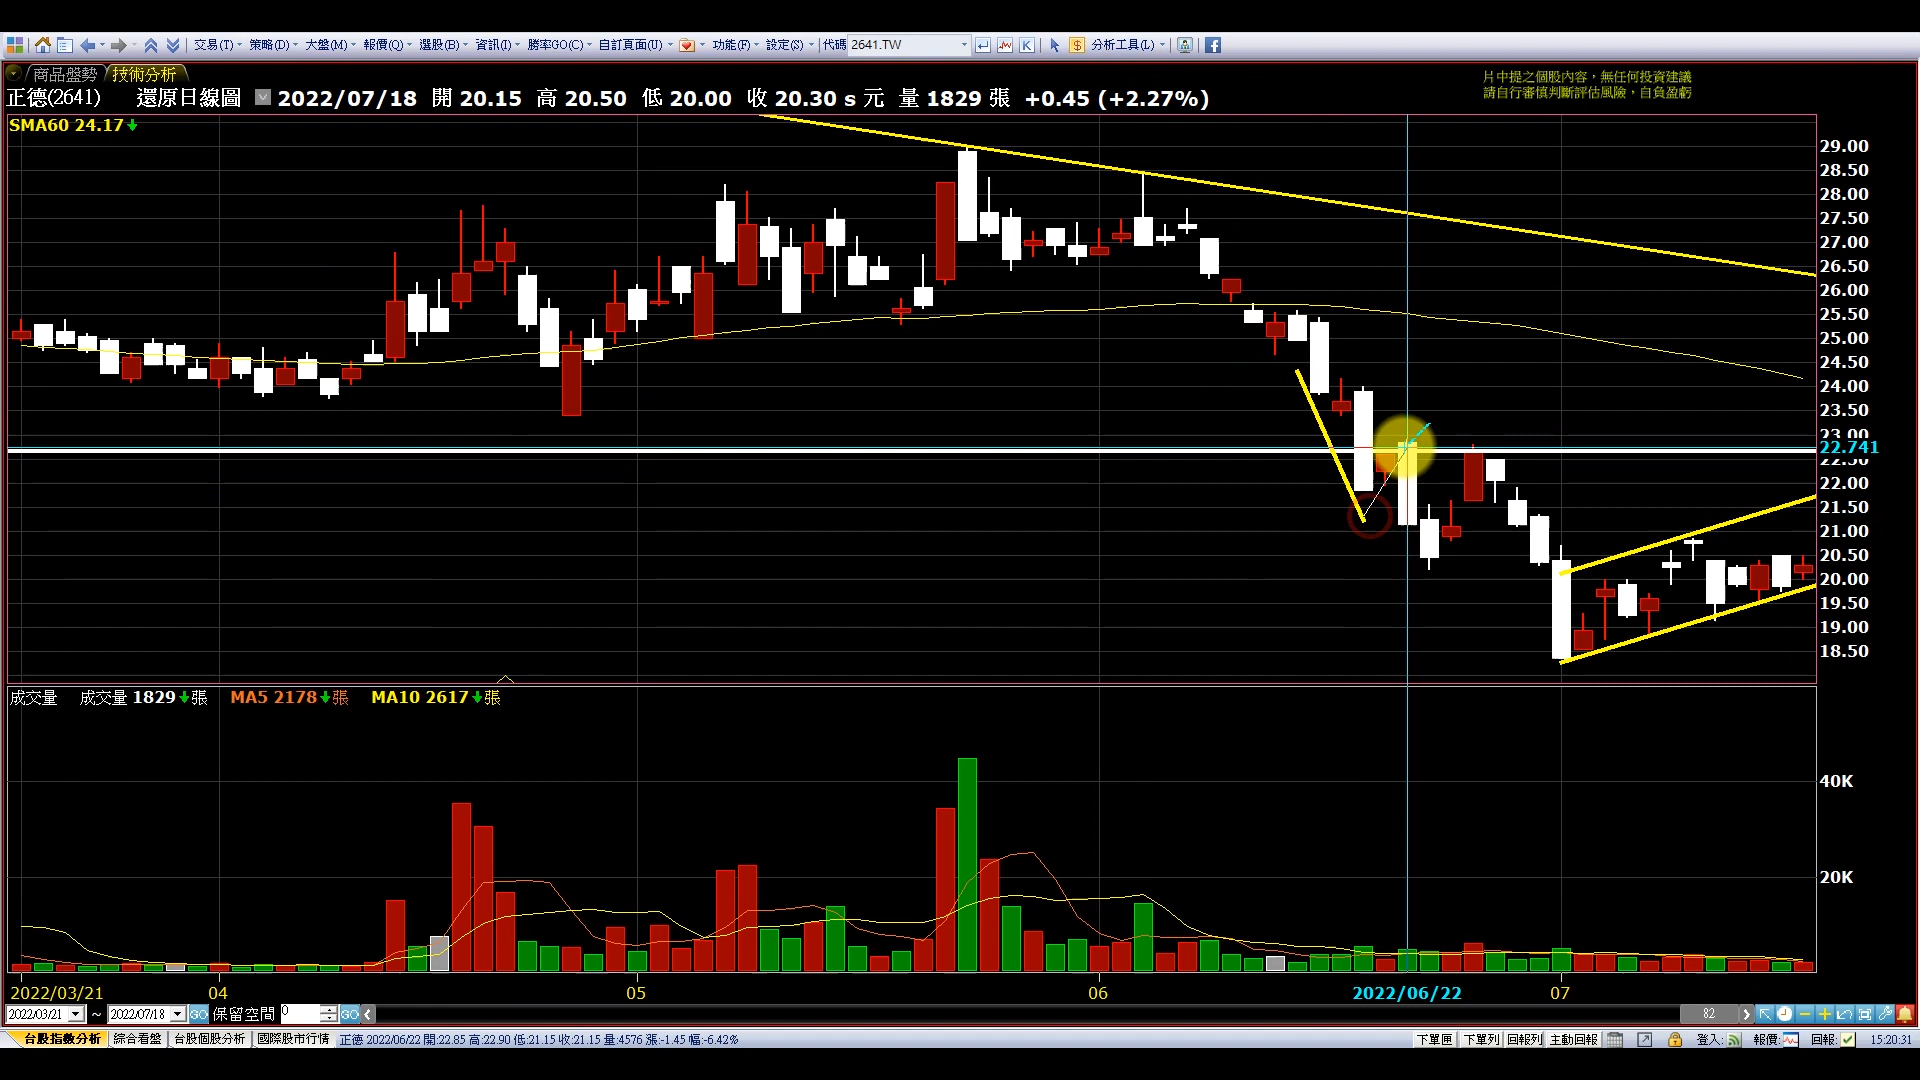 交易(T) 策略(D) 大盤(M) 報價(Q) 選股(B) 資訊(I) 勝率GO(C) 自訂頁面(U) 功能(F) 設定(S) 代碼 2641.TW K $ 分析工具(L)
商品盤勢 技術分析
片中提之個股內容，無任何投資建議
請自行審慎判斷評估風險，自負盈虧
正德(2641) 還原日線圖 2022/07/18 開 20.15 高 20.50 低 20.00 收 20.30 s 元 量 1829 張 +0.45 (+2.27%)
SMA60 24.17
29.00
28.50
28.00
27.50
27.00
26.50
26.00
25.50
25.00
24.50
24.00
23.50
23.00
22.741
22.50
22.00
21.50
21.00
20.50
20.00
19.50
19.00
18.50
成交量 成交量 1829 張 MA5 2178 張 MA10 2617 張
40K
20K
2022/03/21 04 05 06 2022/06/22 07
2022/03/21 ~ 2022/07/18 GO 保留空間 0 GO 82
台股指數分析 綜合看盤 台股個股分析 國際股市行情 正德 2022/06/22 開:22.85 高:22.90 低:21.15 收:21.15 量:4576 漲:-1.45 幅:-6.42% 下單匣 下單列 回報列 主動回報 登入: 報價: 回報: 15:20:31